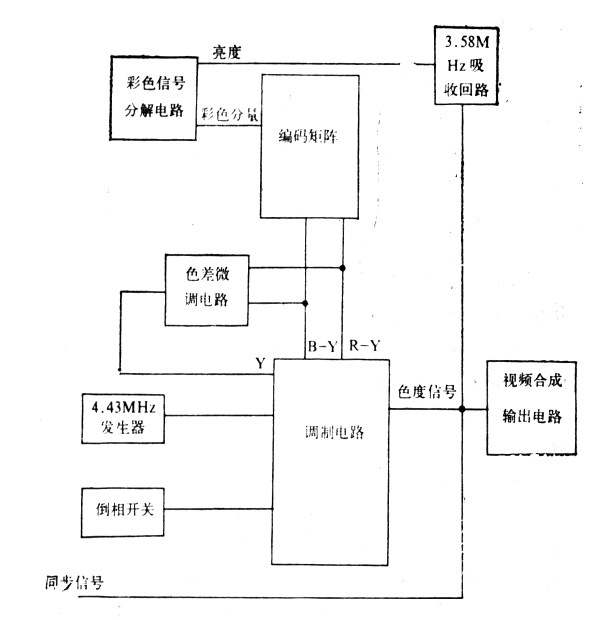 亮度
3.58M
Hz吸
收回路
彩色信号
分解电路
彩色分量
编码矩阵
色差微
调电路
B-Y
R-Y
Y
4.43MHz
发生器
调制电路
色度信号
视频合成
输出电路
倒相开关
同步信号